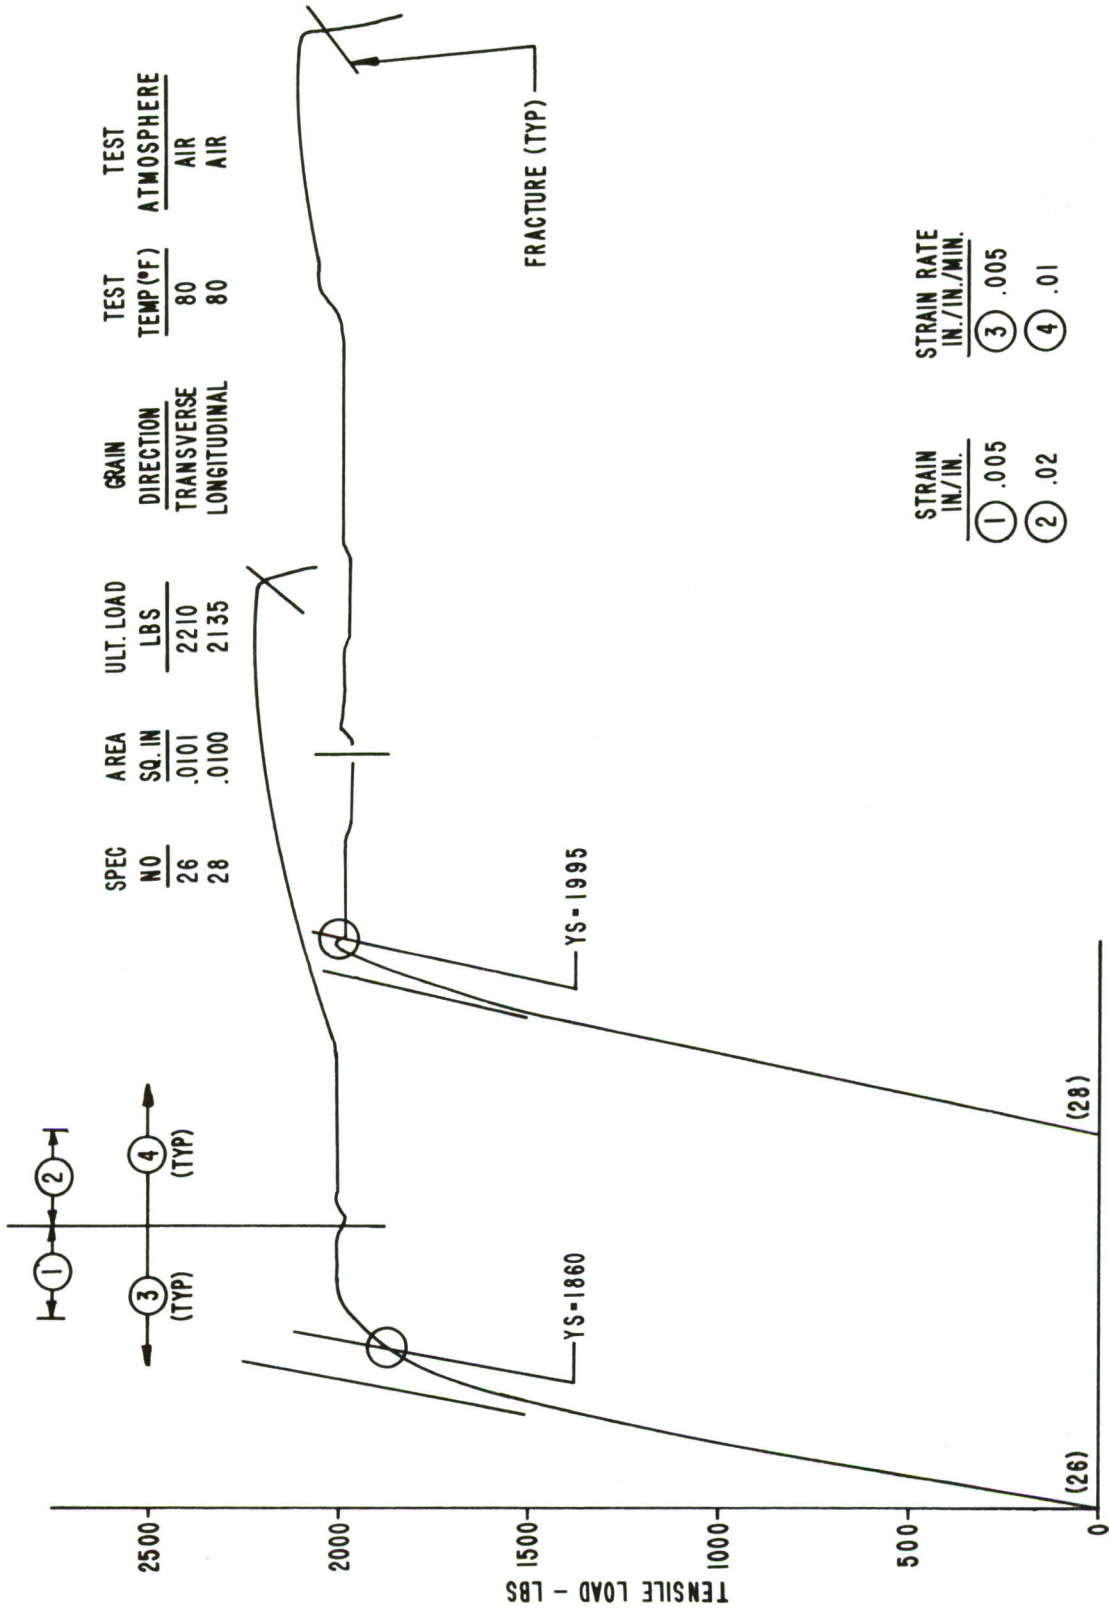 SPEC AREA ULT. LOAD GRAIN TEST TEST
NO SQ. IN LBS DIRECTION TEMP (°F) ATMOSPHERE
26 .0101 2210 TRANSVERSE 80 AIR
28 .0100 2135 LONGITUDINAL 80 AIR
1 2
3 4
(TYP) (TYP)
2500
2000
1500
1000
500
0
TENSILE LOAD - LBS
YS=1860
YS=1995
FRACTURE (TYP)
STRAIN STRAIN RATE
IN./IN. IN./IN./MIN.
1 .005 3 .005
2 .02 4 .01
(26) (28)